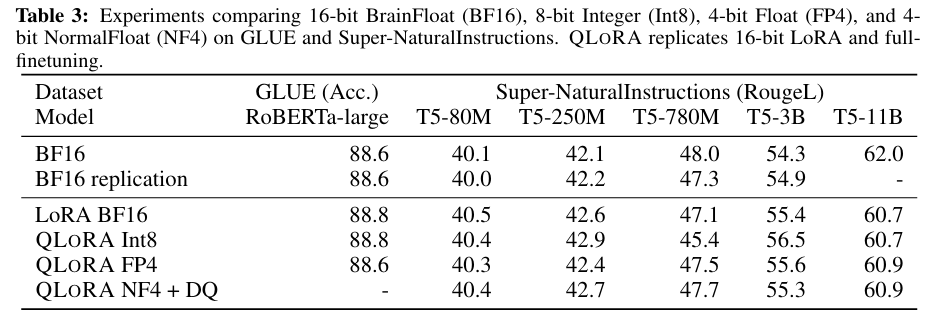 Table 3: Experiments comparing 16-bit BrainFloat (BF16), 8-bit Integer (Int8), 4-bit Float (FP4), and 4-
bit NormalFloat (NF4) on GLUE and Super-NaturalInstructions. QLORA replicates 16-bit LoRA and full-
finetuning.
Dataset GLUE (Acc.) Super-NaturalInstructions (RougeL)
Model RoBERTa-large T5-80M T5-250M T5-780M T5-3B T5-11B
BF16 88.6 40.1 42.1 48.0 54.3 62.0
BF16 replication 88.6 40.0 42.2 47.3 54.9 -
LoRA BF16 88.8 40.5 42.6 47.1 55.4 60.7
QLORA Int8 88.8 40.4 42.9 45.4 56.5 60.7
QLORA FP4 88.6 40.3 42.4 47.5 55.6 60.9
QLORA NF4 + DQ - 40.4 42.7 47.7 55.3 60.9